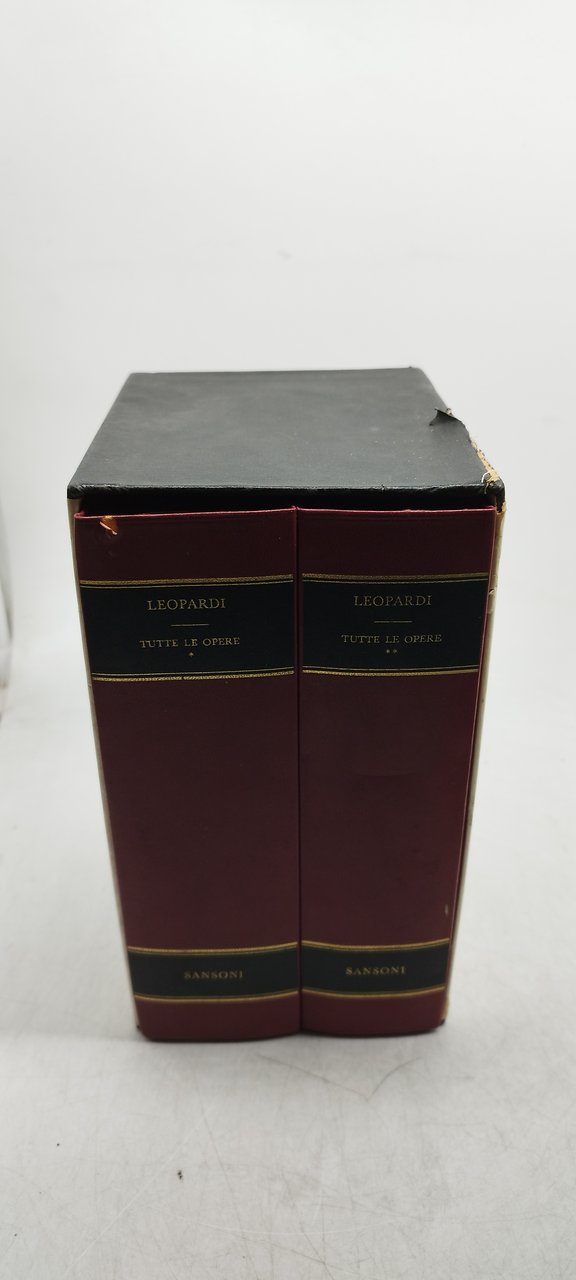 LEOPARDI
TUTTE LE OPERE
*
SANSONI
LEOPARDI
TUTTE LE OPERE
**
SANSONI